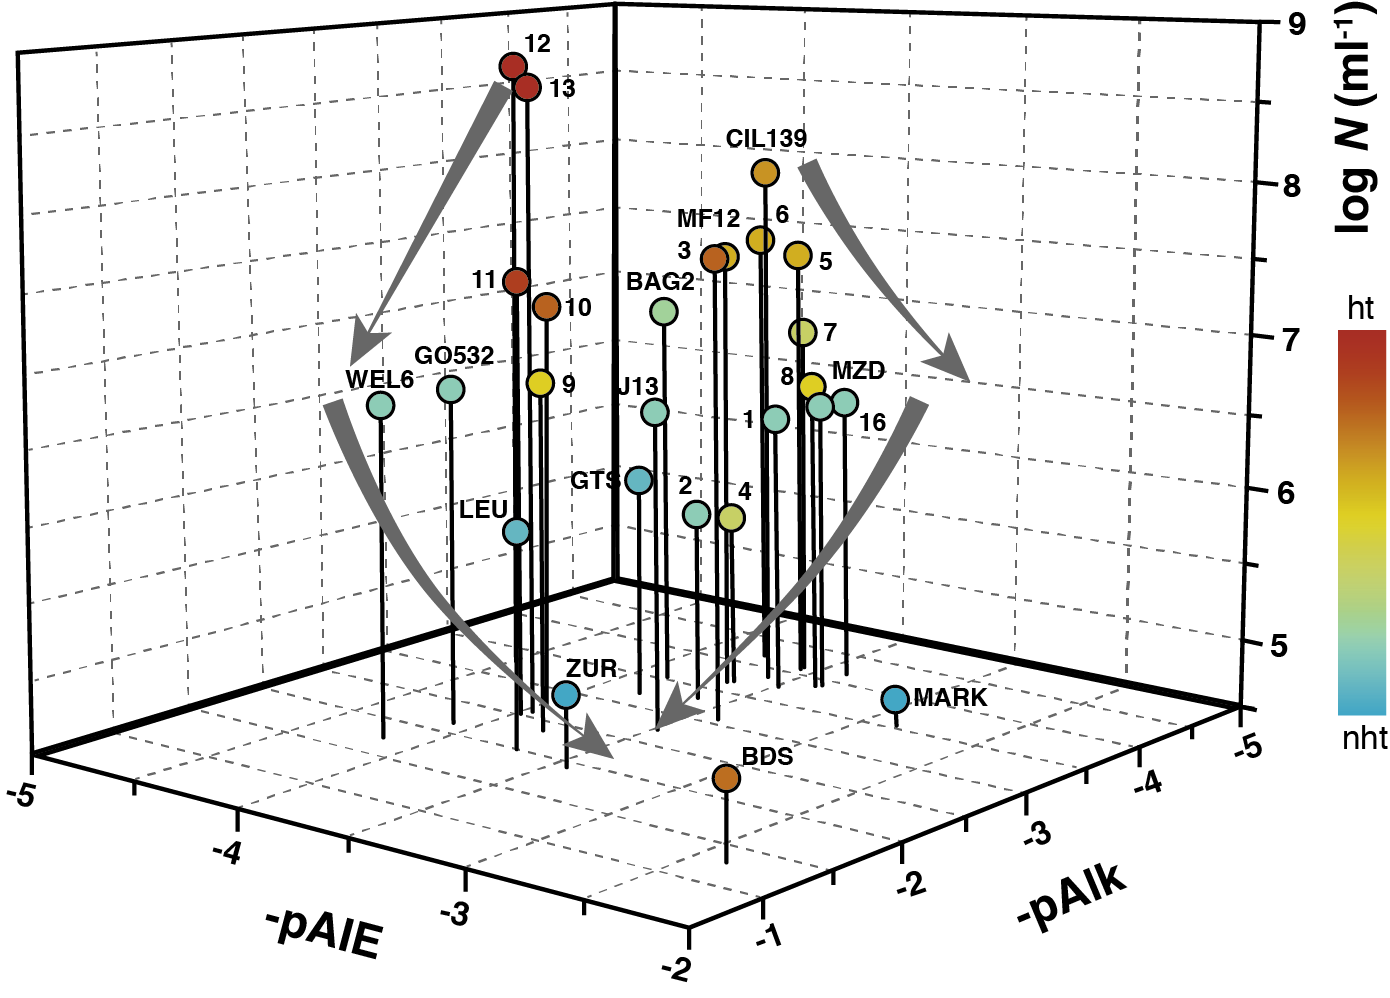 9
12
13
CIL139
8
6
MF12
3
5
11
BAG2
10
7
7
GO532
WEL6
9
J13
8
MZD
1
16
GTS
2
4
6
LEU
5
ZUR
MARK
BDS
-5
-4
-3
-2
-1
-2
-3
-4
-5
-pAlE
-pAlk
log N (ml-1)
ht
nht